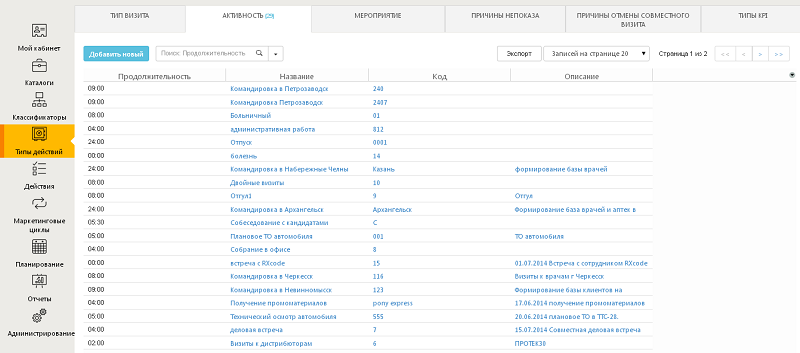 ТИП ВИЗИТА
АКТИВНОСТЬ (29)
МЕРОПРИЯТИЕ
ПРИЧИНЫ НЕПОКАЗА
ПРИЧИНЫ ОТМЕНЫ СОВМЕСТНОГО
ВИЗИТА
ТИПЫ KPI
Мой кабинет
Каталоги
Классификаторы
Типы действий
Действия
Маркетинговые
циклы
Планирование
Отчеты
Администрирование
Добавить новый
Поиск: Продолжительность
Экспорт
Записей на странице 20
Страница 1 из 2
<< < > >>
Продолжительность Название Код Описание
09:00 Командировка в Петрозаводск 240
09:00 Командировка Петрозаводск 2407
08:00 Больничный 01
04:00 административная работа 812
24:00 Отпуск 0001
00:00 болезнь 14
24:00 Командировка в Набережные Челны Казань формирование базы врачей
08:00 Двойные визиты 10
08:00 Отгул1 9 Отгул
24:00 Командировка в Архангельск Архангельск Формирование база врачей и аптек в
05:30 Собеседование с кандидатами С
05:00 Плановое ТО автомобиля 001 ТО автомобиля
04:00 Собрание в офисе 8
00:00 встреча с RXcode 15 01.07.2014 Встреча с сотрудником RXcode
08:00 Командировка в Черкесск 116 Визиты к врачам г Черкесск
09:00 Командировка в Невинномысск 123 Формирование базы клиентов на
04:00 Получение промоматериалов pony express 17.06.2014 получение промоматериалов
05:00 Технический осмотр автомобиля 555 20.06.2014 плановое ТО в ТТС-28.
04:00 деловая встреча 7 15.07.2014 Совместная деловая встреча
02:00 Визиты к дистрибюторам 6 ПРОТЕК30